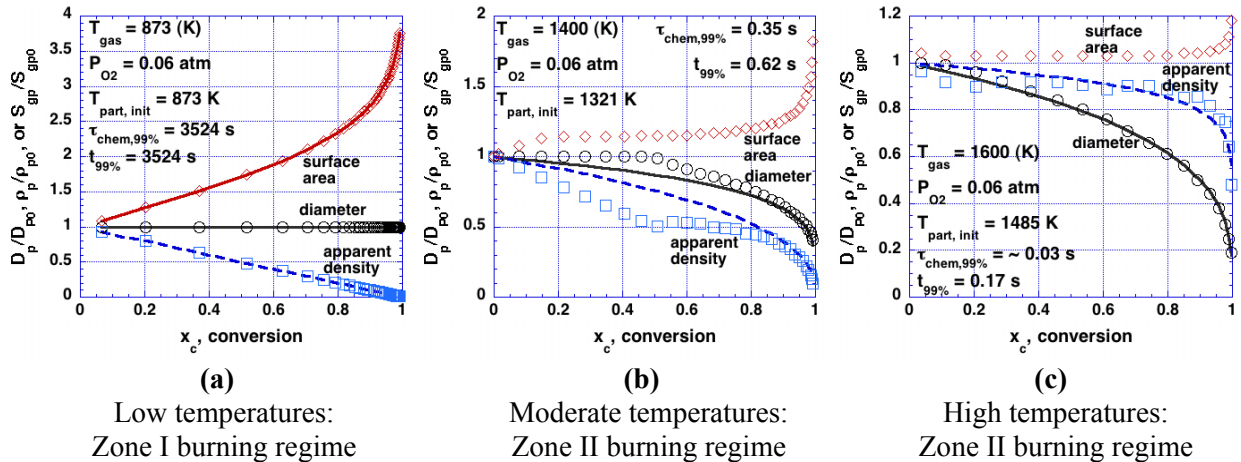 D_p/D_p0, ρ_p/ρ_p0, or S_gp/S_gp0
4
3.5
3
2.5
2
1.5
1
0.5
0
T_gas = 873 (K)
P_O2 = 0.06 atm
T_part, init = 873 K
τ_chem,99% = 3524 s
t_99% = 3524 s
surface
area
diameter
apparent
density
0 0.2 0.4 0.6 0.8 1
x_c, conversion
(a)
Low temperatures:
Zone I burning regime
D_p/D_P0, ρ_p/ρ_p0, or S_gp/S_gp0
2
1.5
1
0.5
0
T_gas = 1400 (K)
P_O2 = 0.06 atm
T_part, init = 1321 K
τ_chem,99% = 0.35 s
t_99% = 0.62 s
surface
area
diameter
apparent
density
0 0.2 0.4 0.6 0.8 1
x_c, conversion
(b)
Moderate temperatures:
Zone II burning regime
D_p/D_P0, ρ_p/ρ_p0, or S_gp/S_gp0
1.2
1
0.8
0.6
0.4
0.2
0
surface
area
apparent
density
diameter
T_gas = 1600 (K)
P_O2 = 0.06 atm
T_part, init = 1485 K
τ_chem,99% = ~ 0.03 s
t_99% = 0.17 s
0 0.2 0.4 0.6 0.8 1
x_c, conversion
(c)
High temperatures:
Zone II burning regime